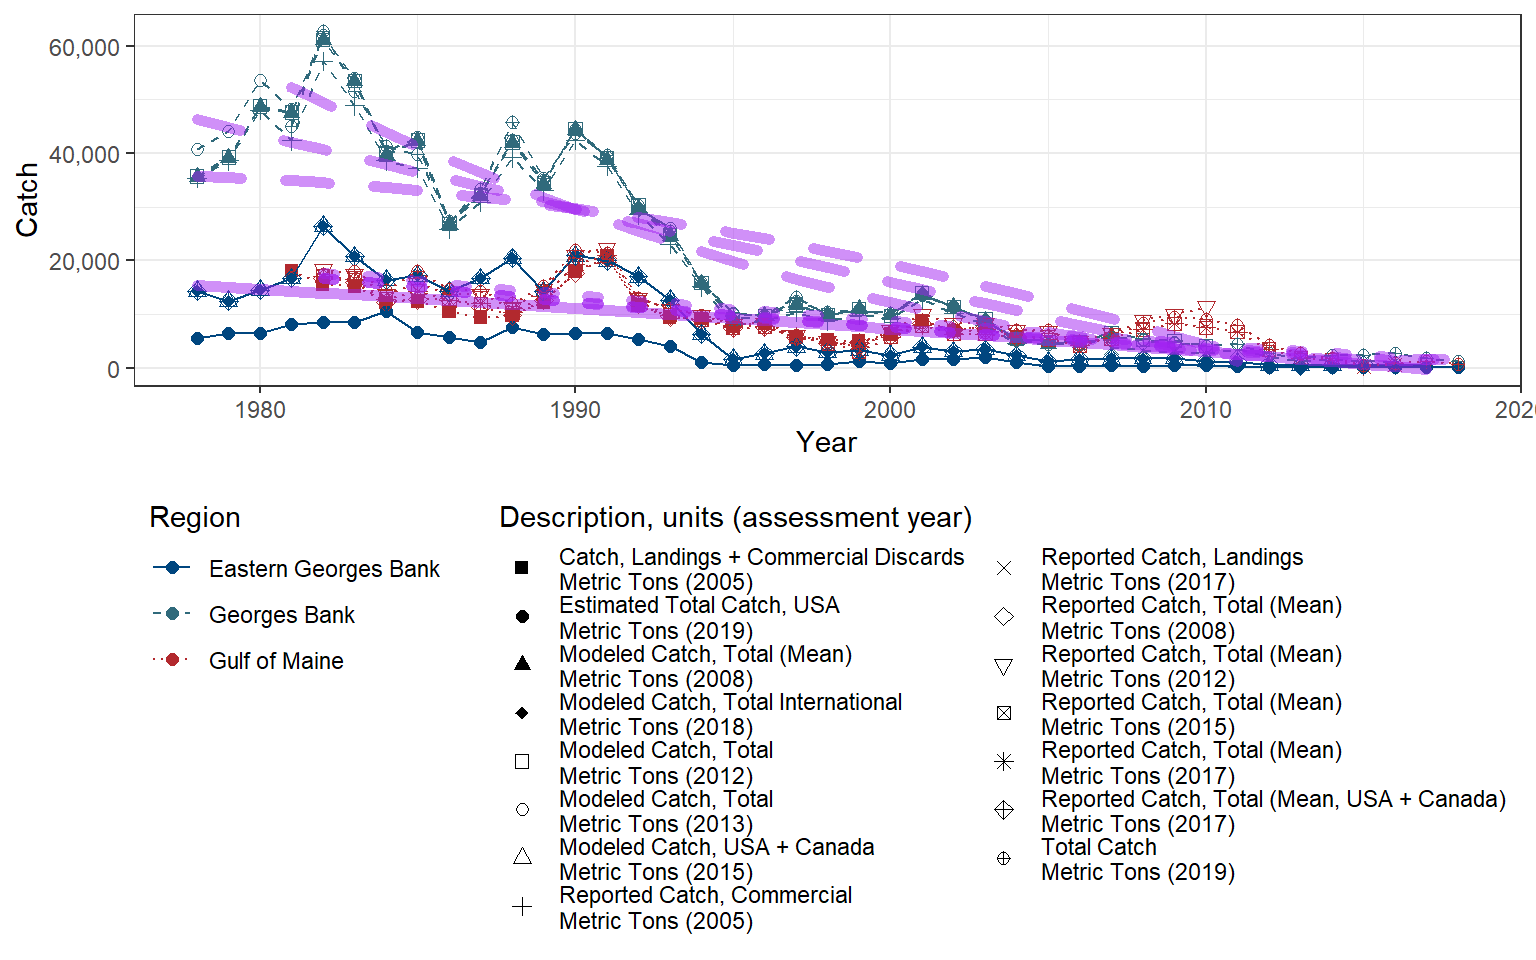 60,000
40,000
20,000
0
Catch
1980
1990
2000
2010
2020
Year
Region
Eastern Georges Bank
Georges Bank
Gulf of Maine
Description, units (assessment year)
Catch, Landings + Commercial Discards
Metric Tons (2005)
Estimated Total Catch, USA
Metric Tons (2019)
Modeled Catch, Total (Mean)
Metric Tons (2008)
Modeled Catch, Total International
Metric Tons (2018)
Modeled Catch, Total
Metric Tons (2012)
Modeled Catch, Total
Metric Tons (2013)
Modeled Catch, USA + Canada
Metric Tons (2015)
Reported Catch, Commercial
Metric Tons (2005)
Reported Catch, Landings
Metric Tons (2017)
Reported Catch, Total (Mean)
Metric Tons (2008)
Reported Catch, Total (Mean)
Metric Tons (2012)
Reported Catch, Total (Mean)
Metric Tons (2015)
Reported Catch, Total (Mean)
Metric Tons (2017)
Reported Catch, Total (Mean, USA + Canada)
Metric Tons (2017)
Total Catch
Metric Tons (2019)